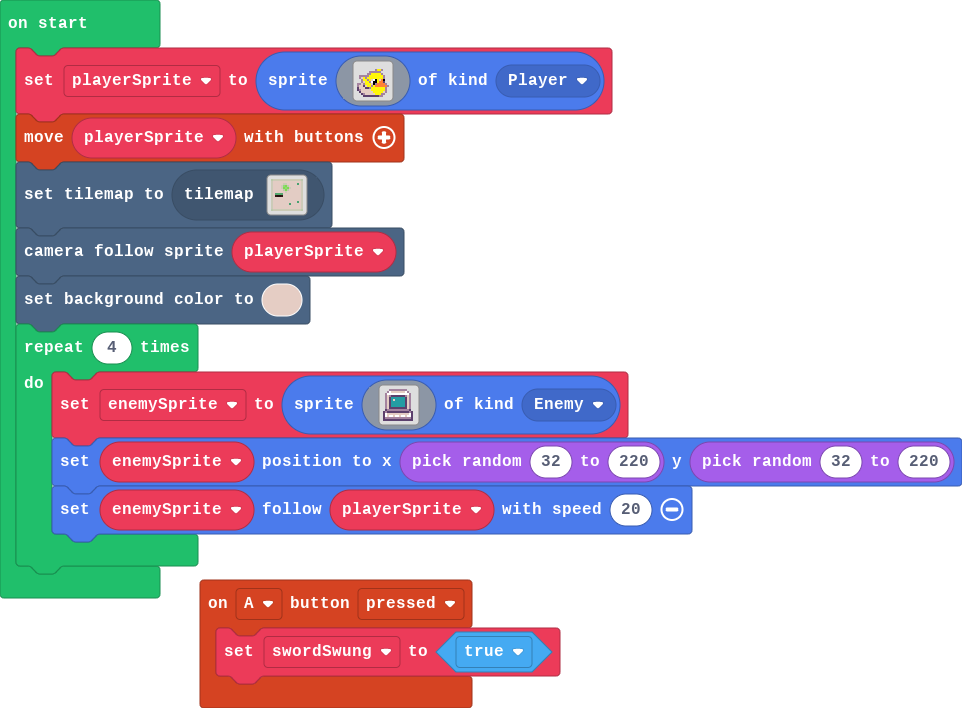 on start
set playerSprite to sprite of kind Player
move playerSprite with buttons
set tilemap to tilemap
camera follow sprite playerSprite
set background color to
repeat 4 times
do
set enemySprite to sprite of kind Enemy
set enemySprite position to x pick random 32 to 220 y pick random 32 to 220
set enemySprite follow playerSprite with speed 20
on A button pressed
set swordSwung to true